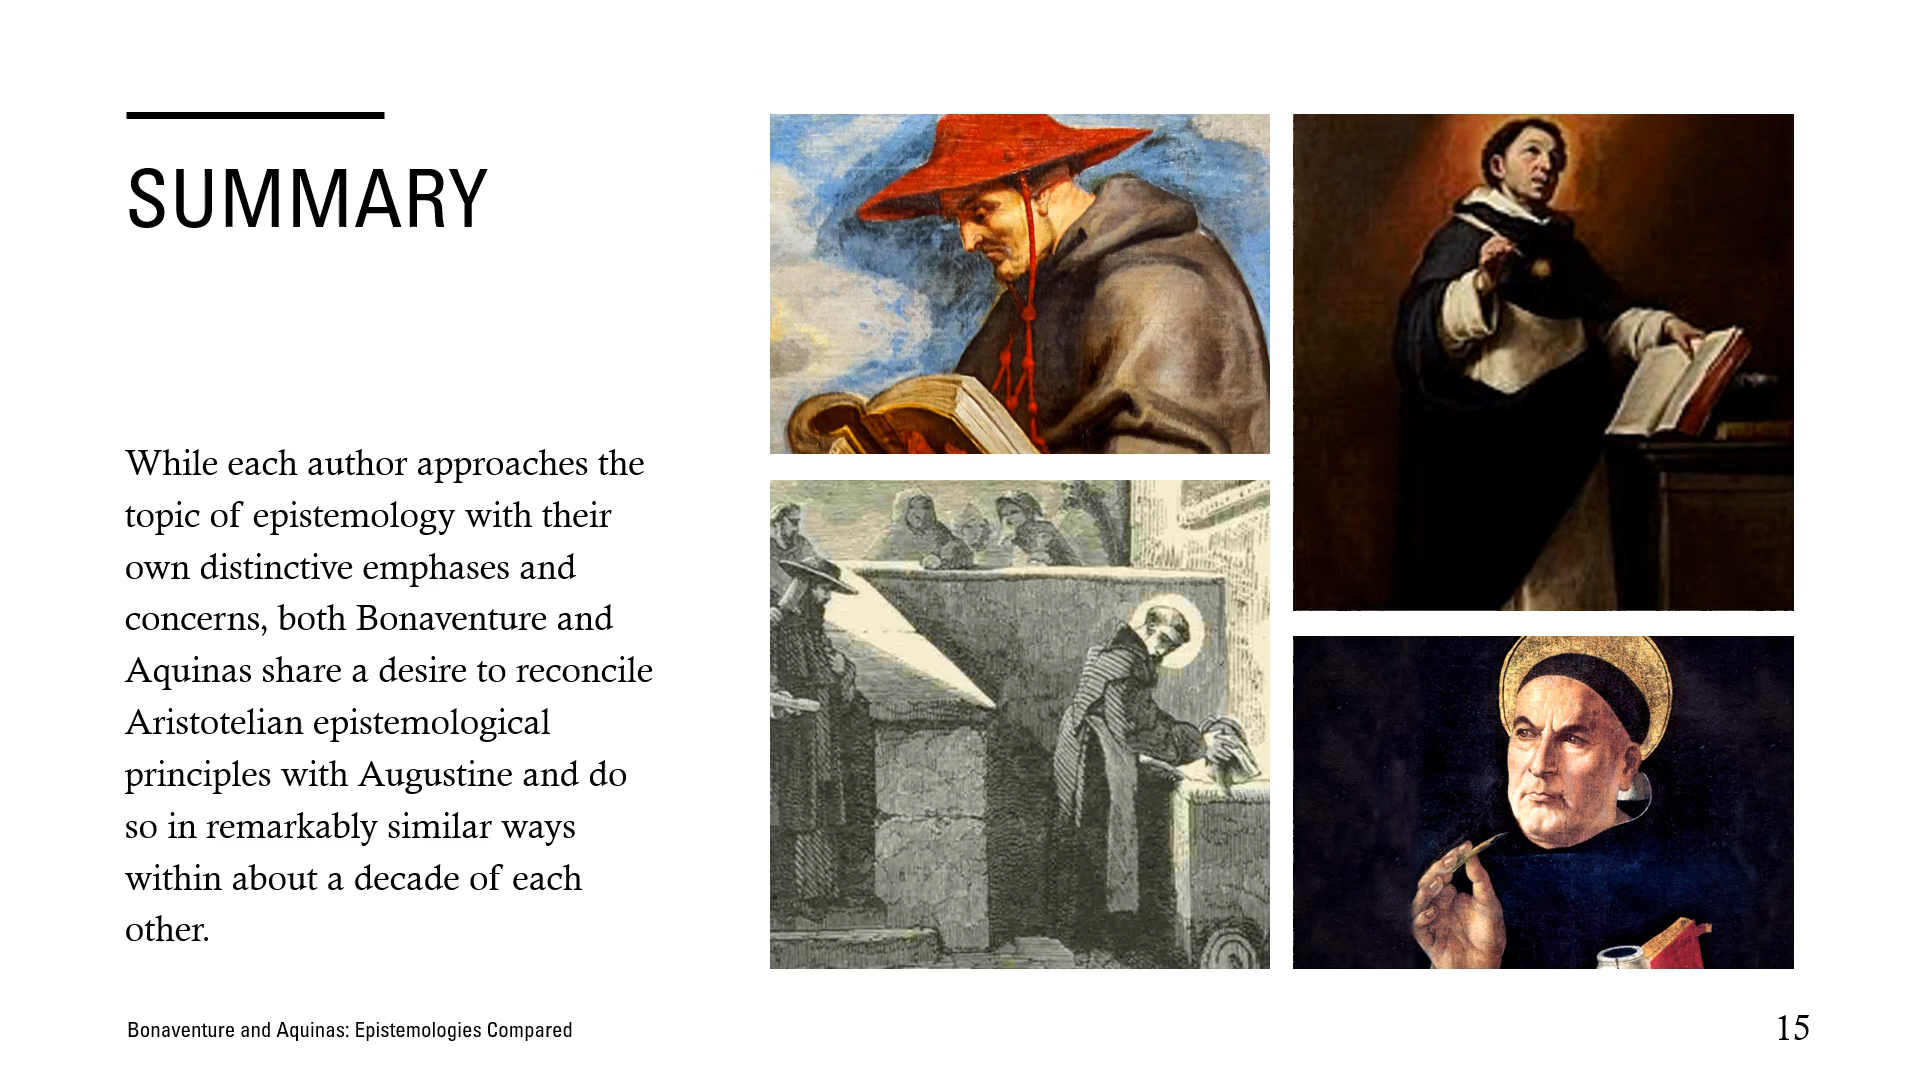 SUMMARY
While each author approaches the
topic of epistemology with their
own distinctive emphases and
concerns, both Bonaventure and
Aquinas share a desire to reconcile
Aristotelian epistemological
principles with Augustine and do
so in remarkably similar ways
within about a decade of each
other.
Bonaventure and Aquinas: Epistemologies Compared
15